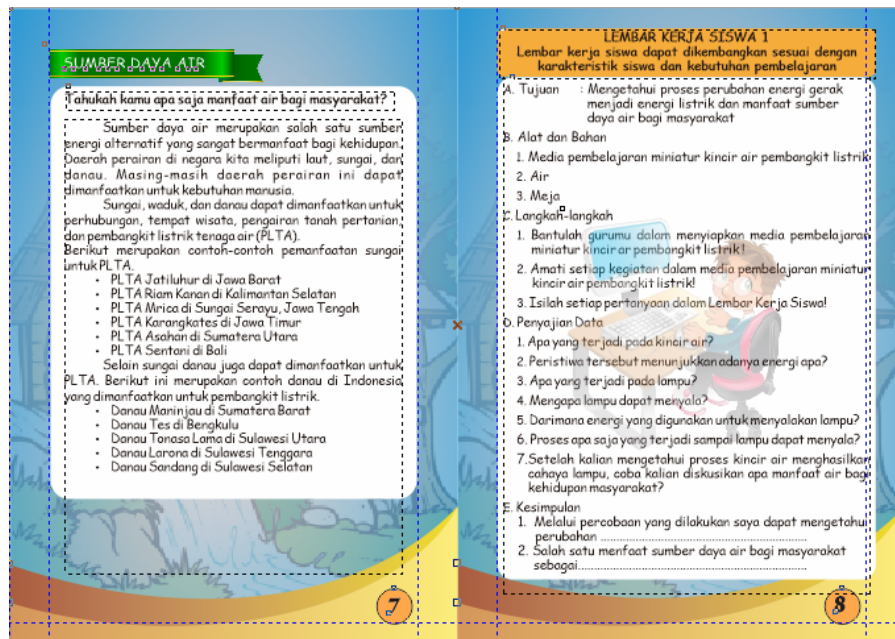 SUMBER DAYA AIR
Tahukah kamu apa saja manfaat air bagi masyarakat?
Sumber daya air merupakan salah satu sumber
energi alternatif yang sangat bermanfaat bagi kehidupan.
Daerah perairan di negara kita meliputi laut, sungai, dan
danau. Masing-masih daerah perairan ini dapat
dimanfaatkan untuk kebutuhan manusia.
Sungai, waduk, dan danau dapat dimanfaatkan untuk
perhubungan, tempat wisata, pengairan tanah pertanian,
dan pembangkit listrik tenaga air (PLTA).
Berikut merupakan contoh-contoh pemanfaatan sungai
untuk PLTA.
• PLTA Jatiluhur di Jawa Barat
• PLTA Riam Kanan di Kalimantan Selatan
• PLTA Mrica di Sungai Serayu, Jawa Tengah
• PLTA Karangkates di Jawa Timur
• PLTA Asahan di Sumatera Utara
• PLTA Sentani di Bali
Selain sungai danau juga dapat dimanfaatkan untuk
PLTA. Berikut ini merupakan contoh danau di Indonesia
yang dimanfaatkan untuk pembangkit listrik.
• Danau Maninjau di Sumatera Barat
• Danau Tes di Bengkulu
• Danau Tonasa Lama di Sulawesi Utara
• Danau Larona di Sulawesi Tenggara
• Danau Sandang di Sulawesi Selatan
7
LEMBAR KERJA SISWA 1
Lembar kerja siswa dapat dikembangkan sesuai dengan
karakteristik siswa dan kebutuhan pembelajaran
A. Tujuan : Mengetahui proses perubahan energi gerak
menjadi energi listrik dan manfaat sumber
daya air bagi masyarakat
B. Alat dan Bahan
1. Media pembelajaran miniatur kincir air pembangkit listrik
2. Air
3. Meja
C. Langkah-langkah
1. Bantulah gurumu dalam menyiapkan media pembelajaran
miniatur kincir ar pembangkit listrik!
2. Amati setiap kegiatan dalam media pembelajaran miniatur
kincir air pembangkit listrik!
3. Isilah setiap pertanyaan dalam Lembar Kerja Siswa!
D. Penyajian Data
1. Apa yang terjadi pada kincir air?
2. Peristiwa tersebut menunjukkan adanya energi apa?
3. Apa yang terjadi pada lampu?
4. Mengapa lampu dapat menyala?
5. Darimana energi yang digunakan untuk menyalakan lampu?
6. Proses apa saja yang terjadi sampai lampu dapat menyala?
7.Setelah kalian mengetahui proses kincir air menghasilkan
cahaya lampu, coba kalian diskusikan apa manfaat air bagi
kehidupan masyarakat?
E. Kesimpulan
1. Melalui percobaan yang dilakukan saya dapat mengetahui
perubahan ..........................................................
2. Salah satu menfaat sumber daya air bagi masyarakat
sebagai................................................................
8